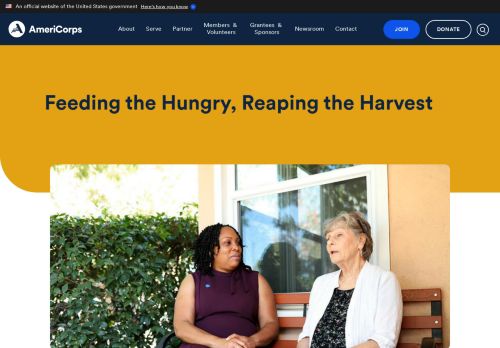 An official website of the United States government Here's how you know
AmeriCorps
About Serve Partner Members & Volunteers Grantees & Sponsors Newsroom Contact JOIN DONATE
Feeding the Hungry, Reaping the Harvest